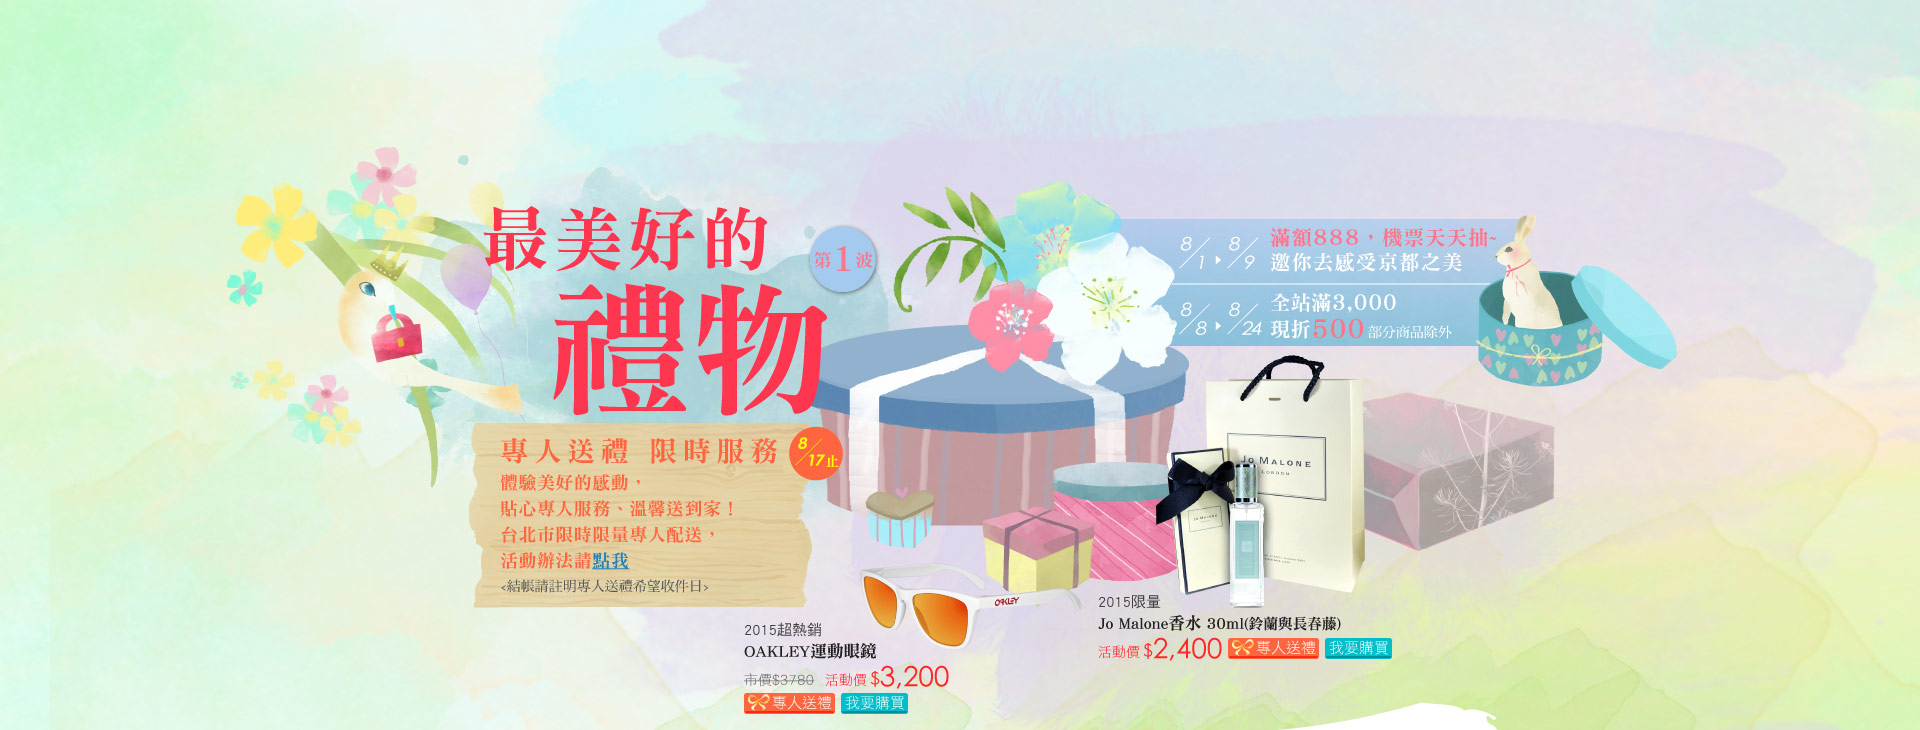 最美好的
禮物
第1波
專人送禮 限時服務
8/17止
體驗美好的感動，
貼心專人服務、溫馨送到家！
台北市限時限量專人配送，
活動辦法請點我
<結帳請註明專人送禮希望收件日>
8/1 ▸ 8/9
滿額888，機票天天抽~
邀你去感受京都之美
8/8 ▸ 8/24
全站滿3,000
現折500 部分商品除外
JO MALONE
LONDON
JO MALONE
OAKLEY
2015超熱銷
OAKLEY運動眼鏡
市價$3780 活動價$3,200
專人送禮 我要購買
2015限量
Jo Malone香水 30ml(鈴蘭與長春藤)
活動價$2,400 專人送禮 我要購買